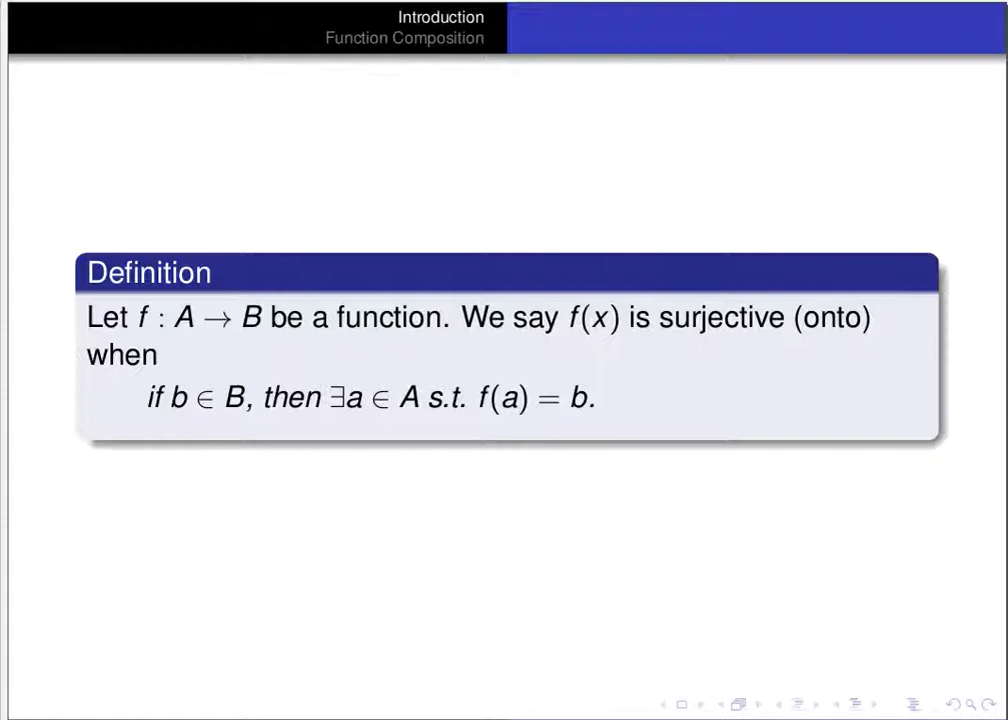 Introduction
Function Composition
Definition
Let f : A → B be a function. We say f(x) is surjective (onto)
when
if b ∈ B, then ∃a ∈ A s.t. f(a) = b.